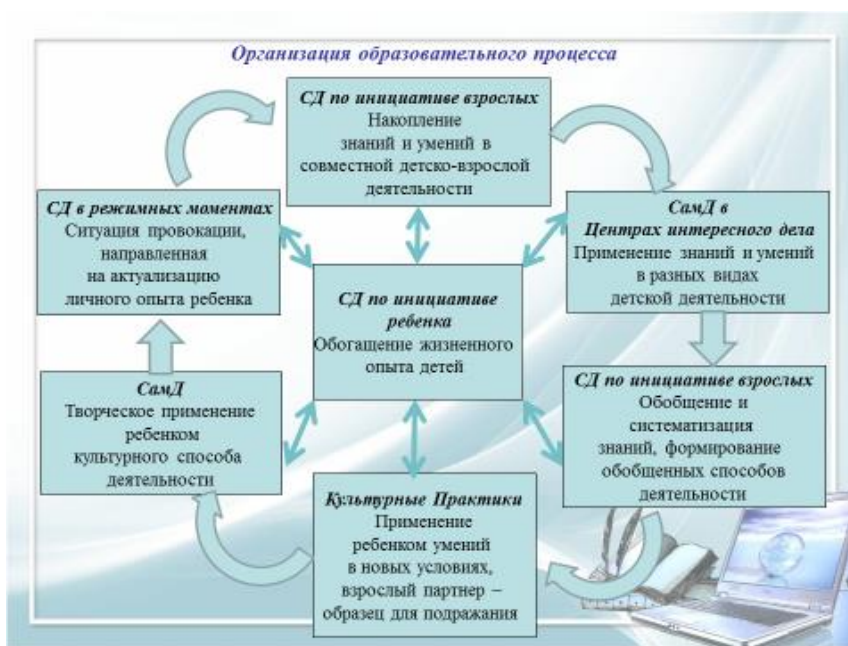 Организация образовательного процесса
СД по инициативе взрослых
Накопление
знаний и умений в
совместной детско-взрослой
деятельности
СД в режимных моментах
Ситуация провокации,
направленная
на актуализацию
личного опыта ребенка
СамД в
Центрах интересного дела
Применение знаний и умений
в разных видах
детской деятельности
СД по инициативе
ребенка
Обогащение жизненного
опыта детей
СамД
Творческое применение
ребенком
культурного способа
деятельности
СД по инициативе взрослых
Обобщение и
систематизация
знаний, формирование
обобщенных способов
деятельности
Культурные Практики
Применение
ребенком умений
в новых условиях,
взрослый партнер –
образец для подражания